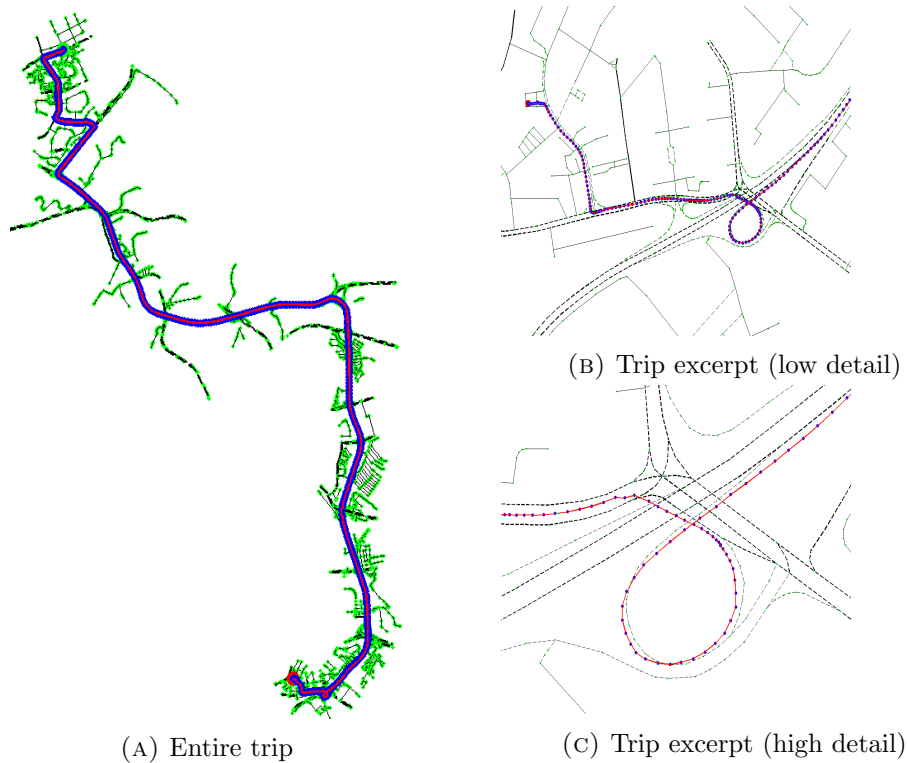 (A) Entire trip
(B) Trip excerpt (low detail)
(C) Trip excerpt (high detail)